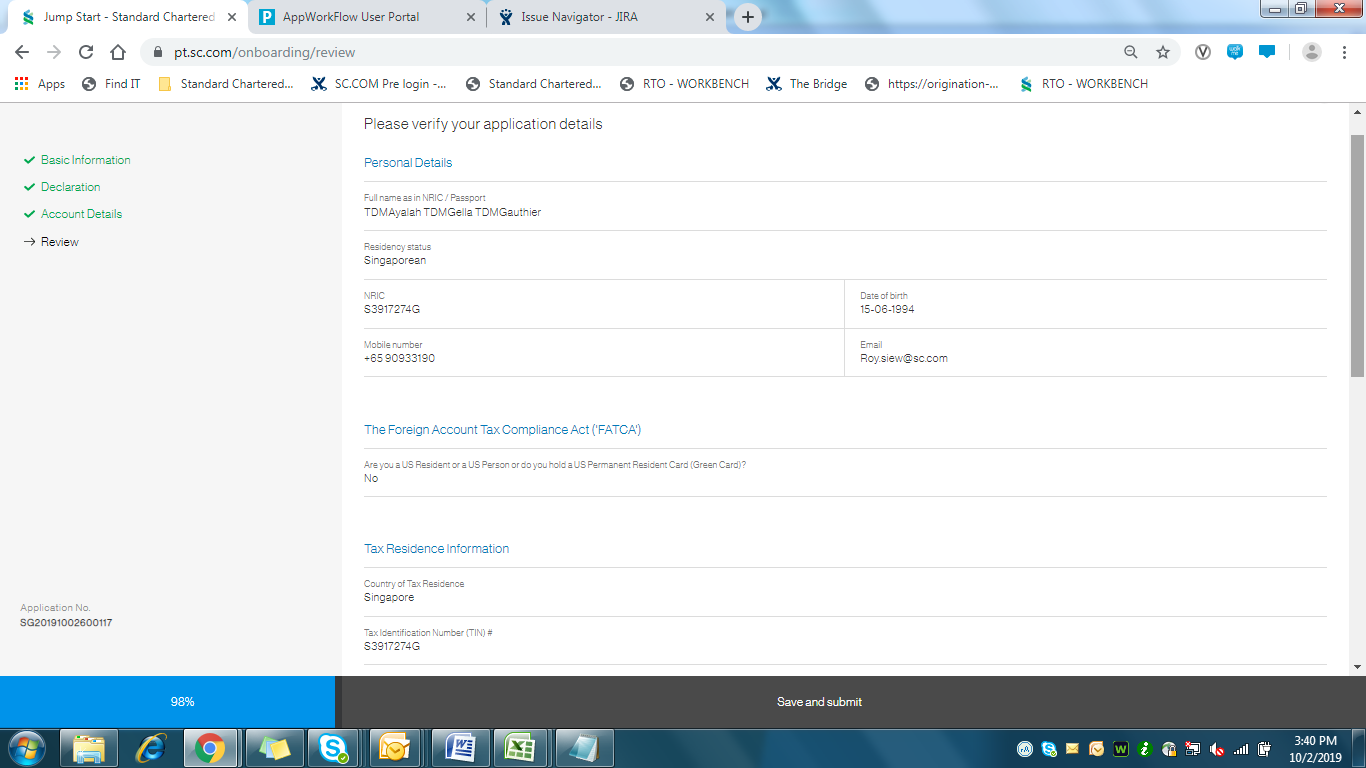 Jump Start - Standard Chartered
AppWorkFlow User Portal
Issue Navigator - JIRA
pt.sc.com/onboarding/review
Apps
Find IT
Standard Chartered...
SC.COM Pre login -...
Standard Chartered...
RTO - WORKBENCH
The Bridge
https://origination-...
RTO - WORKBENCH
Basic Information
Declaration
Account Details
Review
Application No.
SG20191002600117
Please verify your application details
Personal Details
Full name as in NRIC / Passport
TDMAyalah TDMGella TDMGauthier
Residency status
Singaporean
NRIC
S3917274G
Date of birth
15-06-1994
Mobile number
+65 90933190
Email
Roy.siew@sc.com
The Foreign Account Tax Compliance Act ('FATCA')
Are you a US Resident or a US Person or do you hold a US Permanent Resident Card (Green Card)?
No
Tax Residence Information
Country of Tax Residence
Singapore
Tax Identification Number (TIN) #
S3917274G
98%
Save and submit
3:40 PM
10/2/2019